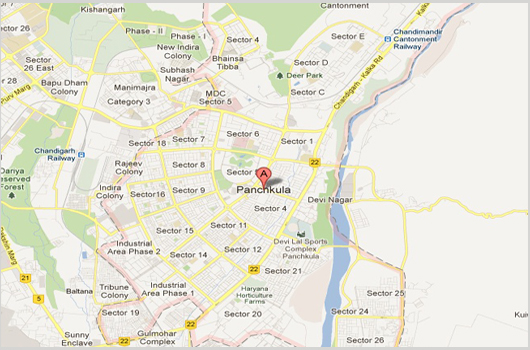 Kishangarh
Cantonment
Phase - II
Phase - I
Sector 4
Sector E
Chandimandir
Cantonment
Railway
New Indira
Colony
Bhainsa
Tibba
Sector
26 East
Sector D
Subhash
Nagar
Deer Park
Bapu Dham
Colony
Manimajra
MDC
Sector 5
Sector C
Category 3
Chandigarh - Kalka Rd
Sector 6
Sector 7
Sector 18
Sector 1
Chandigarh
Railway
Rajeev
Colony
Sector 8
22
A
Panchkula
Indira
Colony
Sector16
Sector 9
Devi Nagar
Sector 4
Forest
Sector 11
Sector 15
Industrial
Area Phase 2
Sector 12
Devi Lal Sports
Complex
Panchkula
Sector 14
22
Sector 21
21
5
Baltana
Tribune
Colony
Industrial
Area Phase 1
Haryana
Horticulture
Farms
Sector 25
Sector 19
Sector 20
Sector 24
22
Sunny
Enclave
Gulmohar
Complex
Sector 26